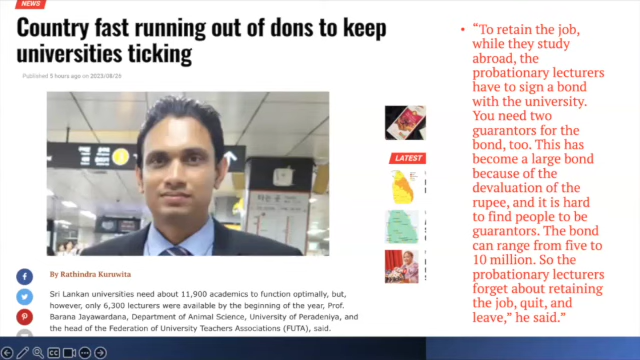 NEWS
Country fast running out of dons to keep
universities ticking
Published 5 hours ago on 2023/08/26
LATEST
By Rathindra Kuruwita
Sri Lankan universities need about 11,900 academics to function optimally, but,
however, only 6,300 lecturers were available by the beginning of the year, Prof.
Barana Jayawardana, Department of Animal Science, University of Peradeniya, and
the head of the Federation of University Teachers Associations (FUTA), said.
• “To retain the job,
while they study
abroad, the
probationary lecturers
have to sign a bond
with the university.
You need two
guarantors for the
bond, too. This has
become a large bond
because of the
devaluation of the
rupee, and it is hard
to find people to be
guarantors. The bond
can range from five to
10 million. So the
probationary lecturers
forget about retaining
the job, quit, and
leave,” he said.”